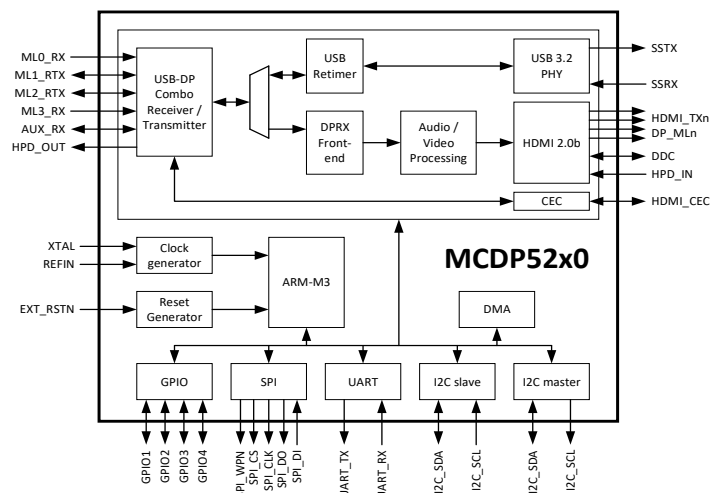 ML0_RX
ML1_RTX
ML2_RTX
ML3_RX
AUX_RX
HPD_OUT
USB-DP
Combo
Receiver /
Transmitter
USB
Retimer
USB 3.2
PHY
SSTX
SSRX
DPRX
Front-
end
Audio /
Video
Processing
HDMI 2.0b
HDMI_TXn
DP_MLn
DDC
HPD_IN
CEC
HDMI_CEC
XTAL
REFIN
Clock
generator
ARM-M3
MCDP52x0
EXT_RSTN
Reset
Generator
DMA
GPIO
SPI
UART
I2C slave
I2C master
GPIO1
GPIO2
GPIO3
GPIO4
SPI_WPN
SPI_CS
SPI_CLK
SPI_DO
SPI_DI
UART_TX
UART_RX
I2C_SDA
I2C_SCL
I2C_SDA
I2C_SCL